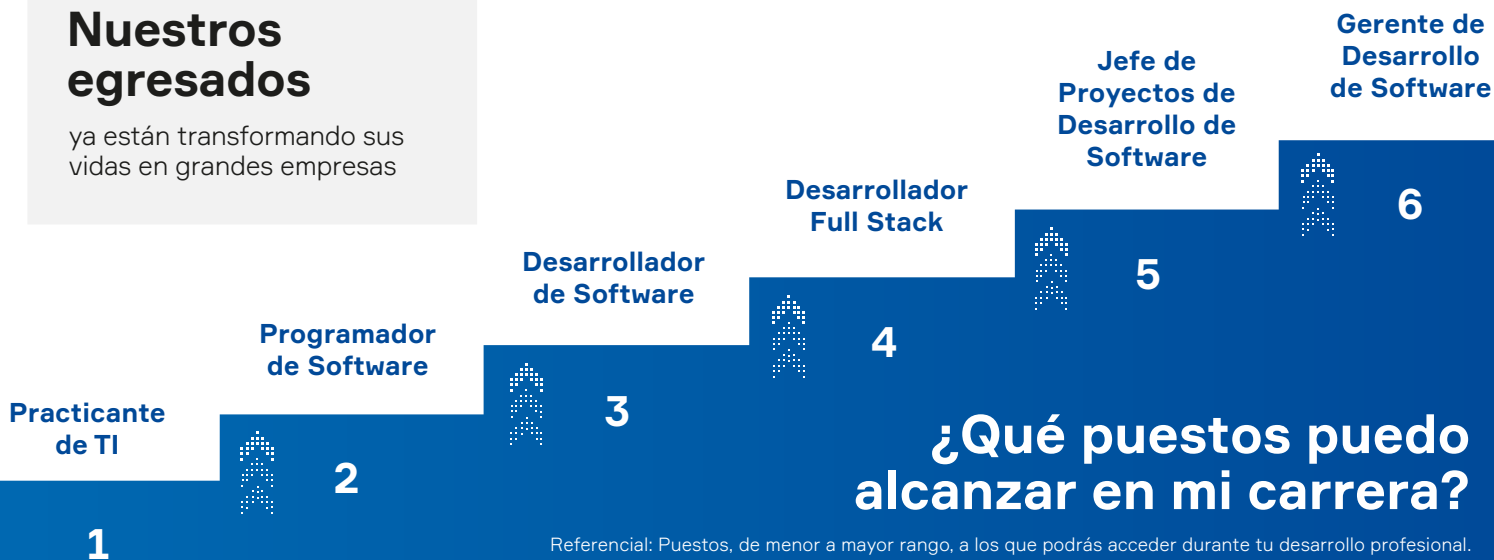 Nuestros
egresados
ya están transformando sus
vidas en grandes empresas
Practicante
de TI
1
Programador
de Software
2
Desarrollador
de Software
3
Desarrollador
Full Stack
4
Jefe de
Proyectos de
Desarrollo de
Software
5
Gerente de
Desarrollo
de Software
6
¿Qué puestos puedo
alcanzar en mi carrera?
Referencial: Puestos, de menor a mayor rango, a los que podrás acceder durante tu desarrollo profesional.